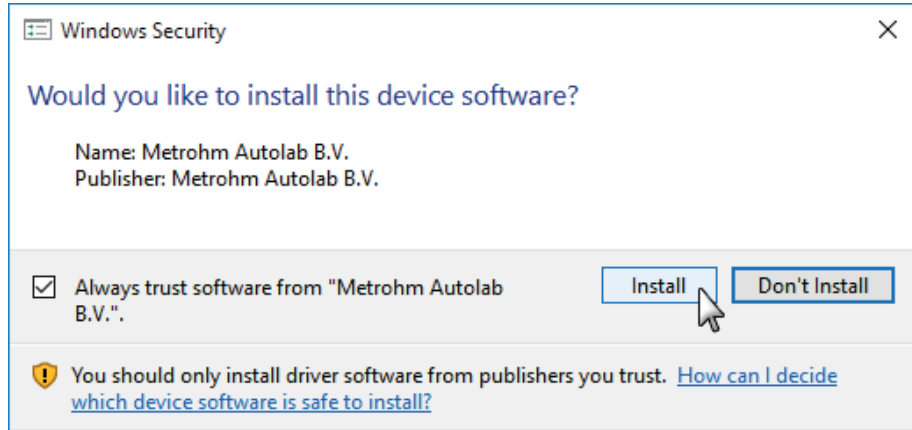 Windows Security
Would you like to install this device software?
Name: Metrohm Autolab B.V.
Publisher: Metrohm Autolab B.V.
Always trust software from "Metrohm Autolab
B.V.".
Install
Don't Install
You should only install driver software from publishers you trust. How can I decide
which device software is safe to install?